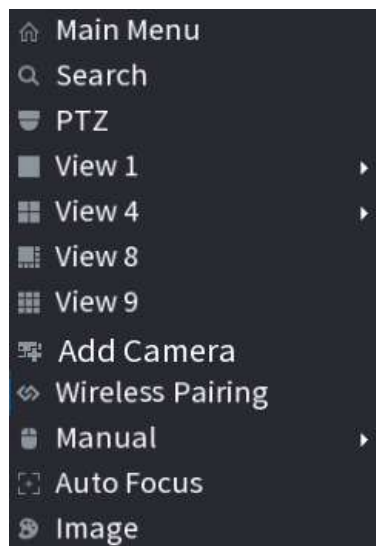 Main Menu
Search
PTZ
View 1
View 4
View 8
View 9
Add Camera
Wireless Pairing
Manual
Auto Focus
Image